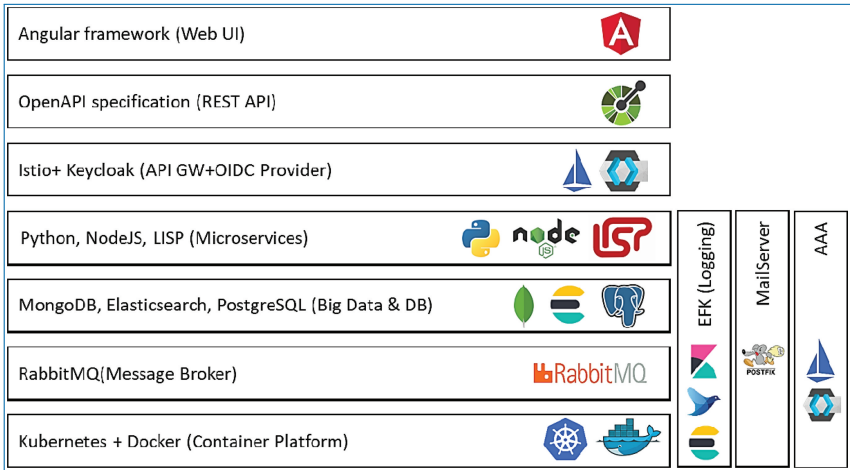 Angular framework (Web UI)
OpenAPI specification (REST API)
Istio+ Keycloak (API GW+OIDC Provider)
Python, NodeJS, LISP (Microservices)
node
JS
LISP
MongoDB, Elasticsearch, PostgreSQL (Big Data & DB)
RabbitMQ(Message Broker)
RabbitMQ
Kubernetes + Docker (Container Platform)
EFK (Logging)
MailServer
POSTFIX
AAA